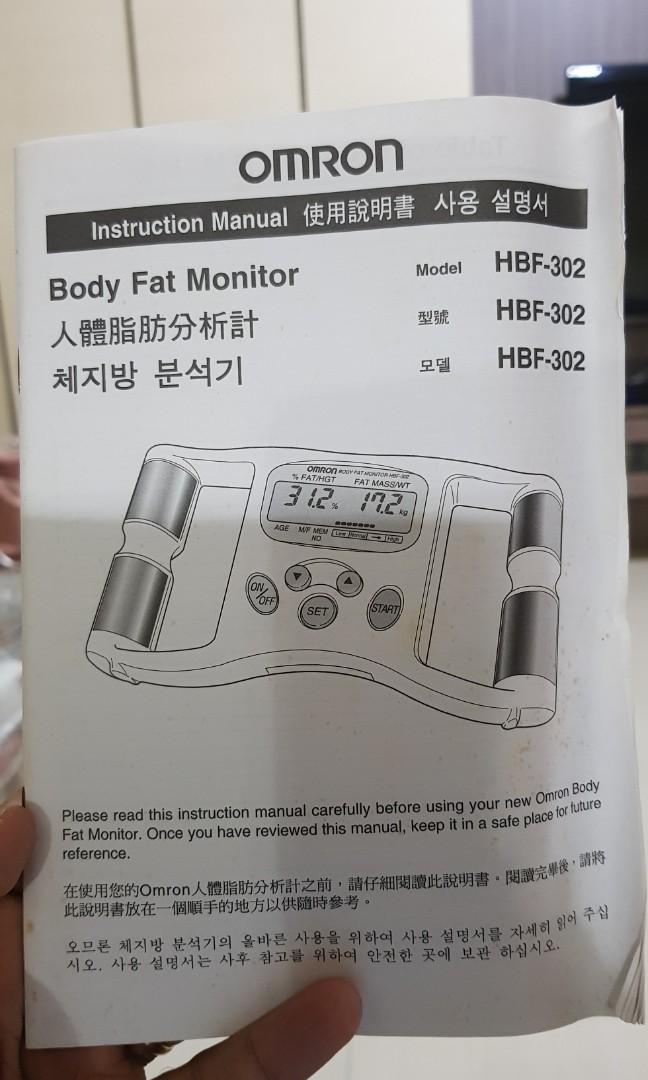 OMRON
Instruction Manual 使用說明書 사용 설명서
Body Fat Monitor Model HBF-302
人體脂肪分析計 型號 HBF-302
체지방 분석기 모델 HBF-302
OMRON BODY FAT MONITOR HBF-302
% FAT/HGT FAT MASS/WT
31.2 % 17.2 kg
AGE M/F MEM Low Normal High
NO
ON/OFF
SET
START
Please read this instruction manual carefully before using your new Omron Body
Fat Monitor. Once you have reviewed this manual, keep it in a safe place for future
reference.
在使用您的Omron人體脂肪分析計之前，請仔細閱讀此說明書。閱讀完畢後，請將
此說明書放在一個順手的地方以供隨時參考。
오므론 체지방 분석기의 올바른 사용을 위하여 사용 설명서를 자세히 읽어 주십
시오. 사용 설명서는 사후 참고를 위하여 안전한 곳에 보관 하십시오.